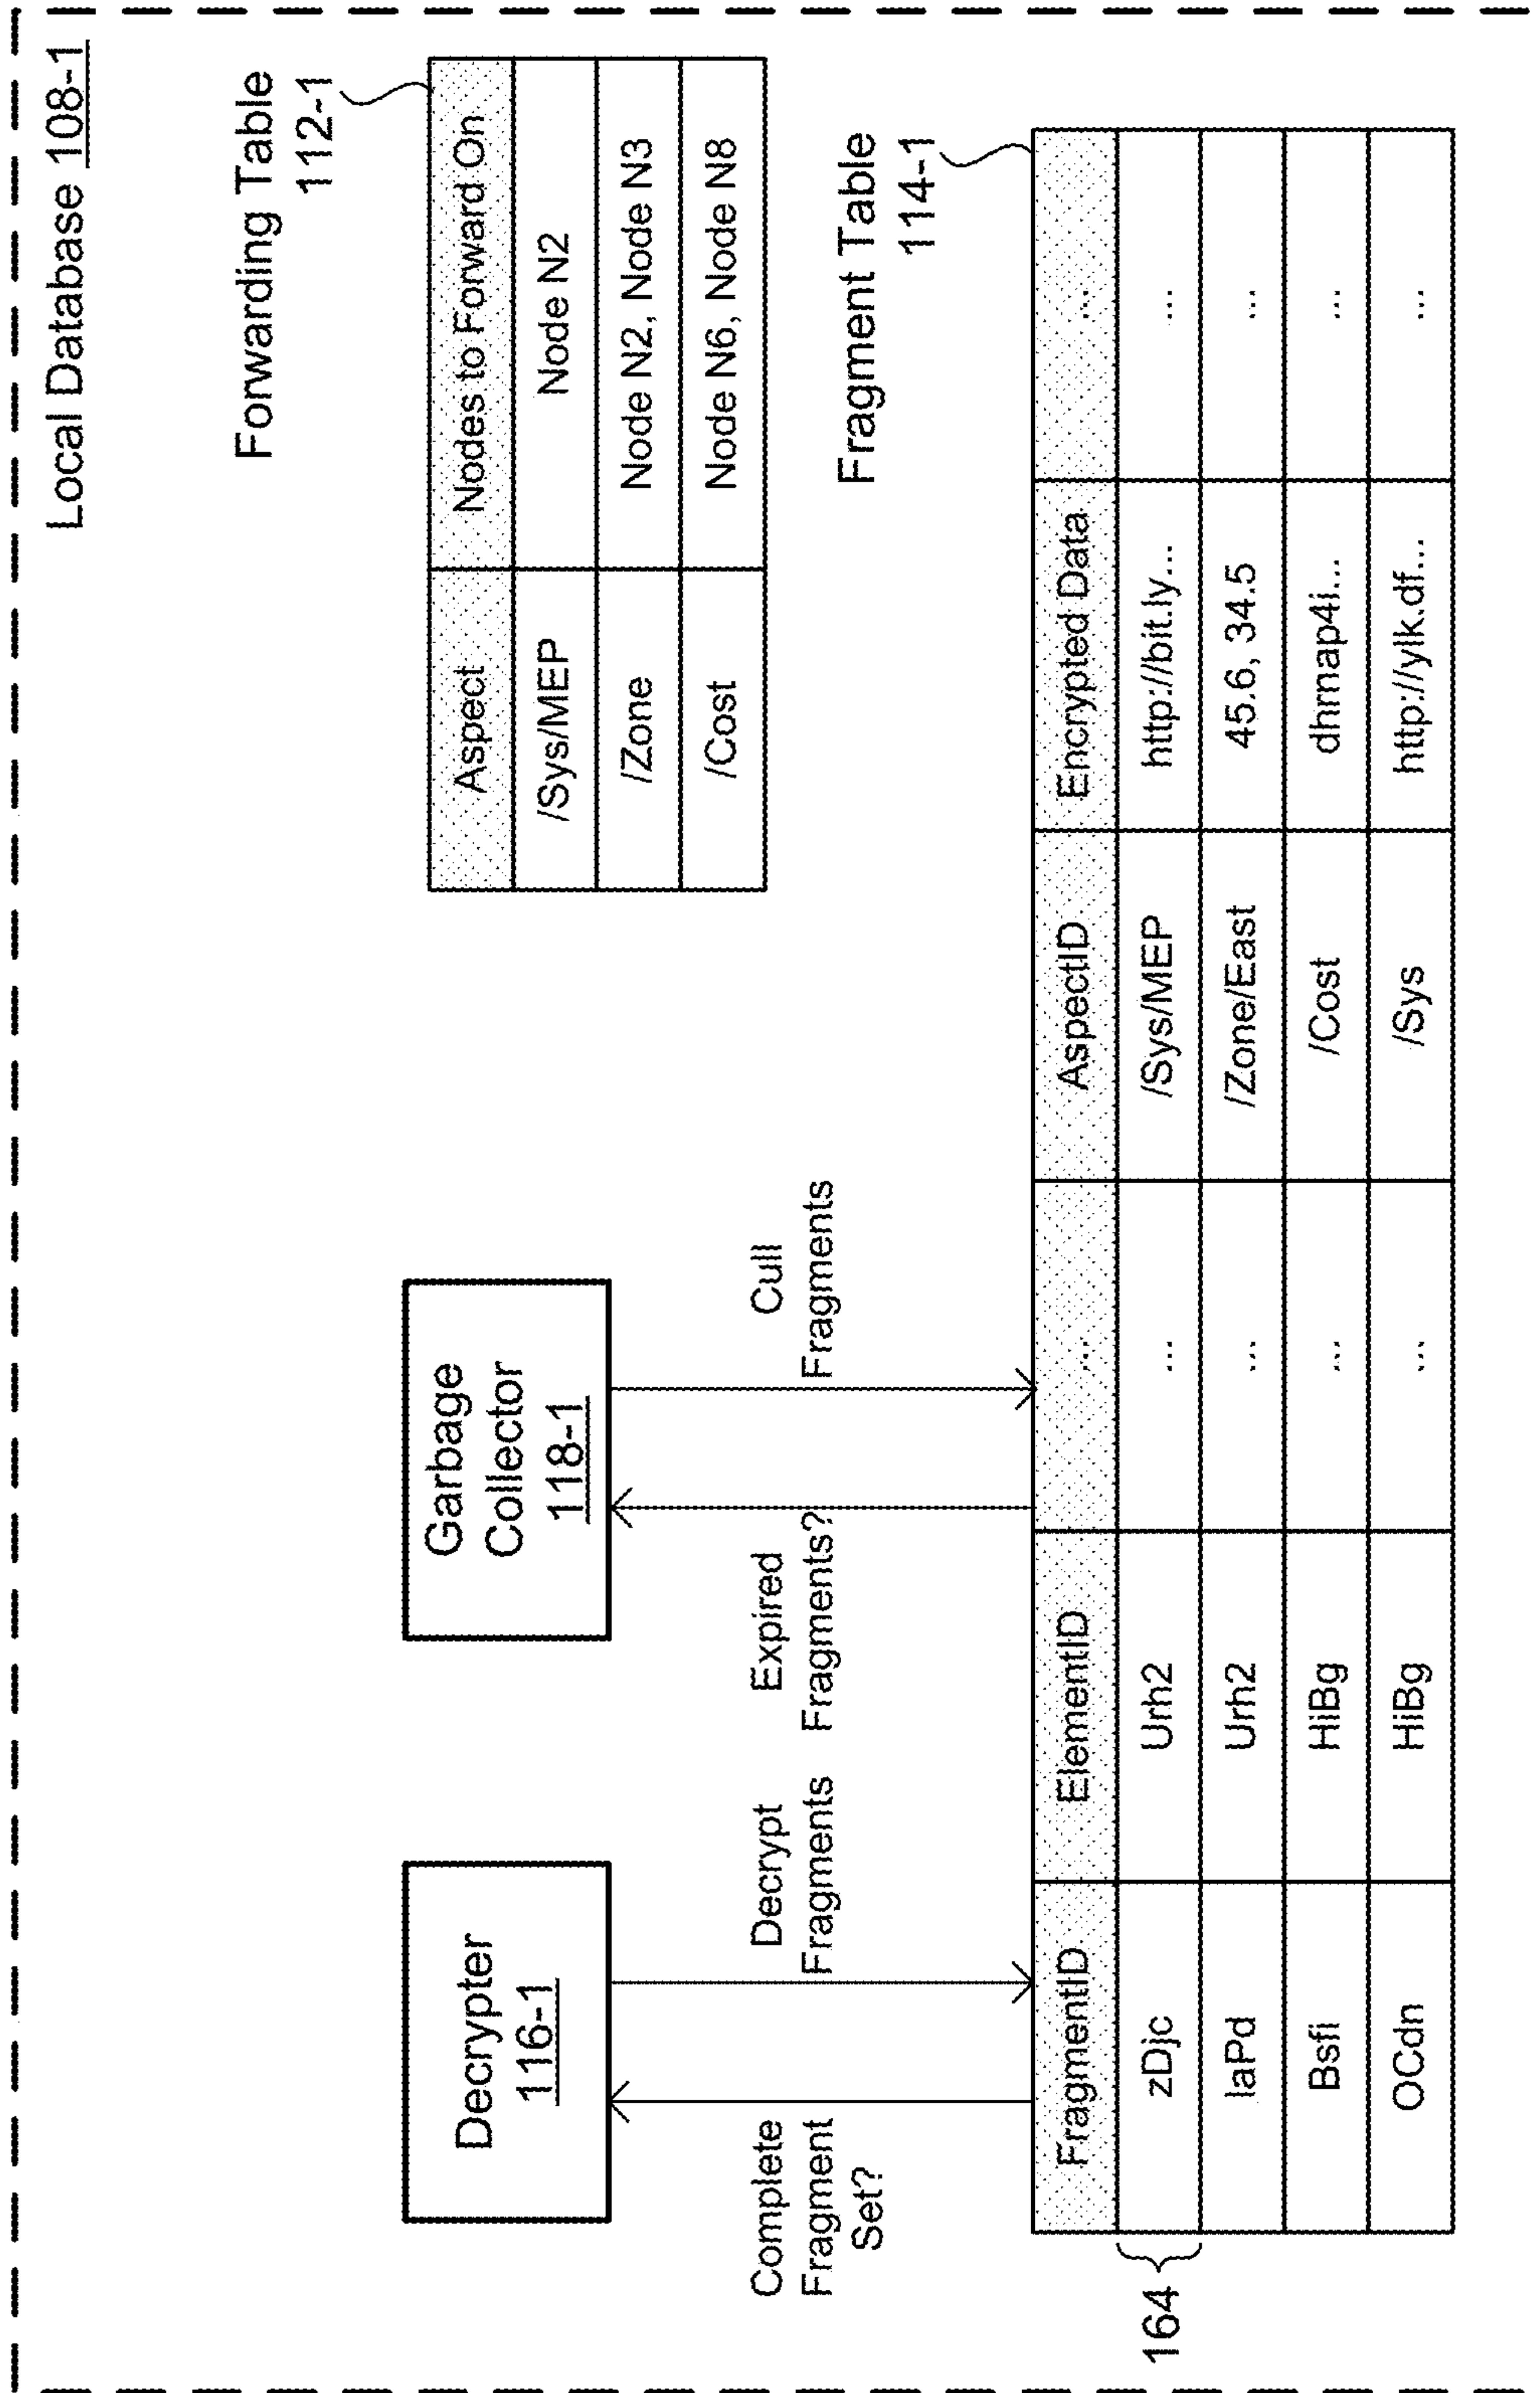 Local Database 108-1
Decrypter
116-1
Garbage
Collector
118-1
Forwarding Table
112-1
Aspect Nodes to Forward On
/Sys/MEP Node N2
/Zone Node N2, Node N3
/Cost Node N6, Node N8
Complete
Fragment
Set?
Decrypt
Fragments
Expired
Fragments?
Cull
Fragments
Fragment Table
114-1
FragmentID ElementID ... AspectID Encrypted Data ...
164
zDjc Urh2 ... /Sys/MEP http://bit.ly... ...
laPd Urh2 ... /Zone/East 45.6, 34.5 ...
Bsfi HiBg ... /Cost dhrnap4i... ...
OCdn HiBg ... /Sys http://ylk.df... ...